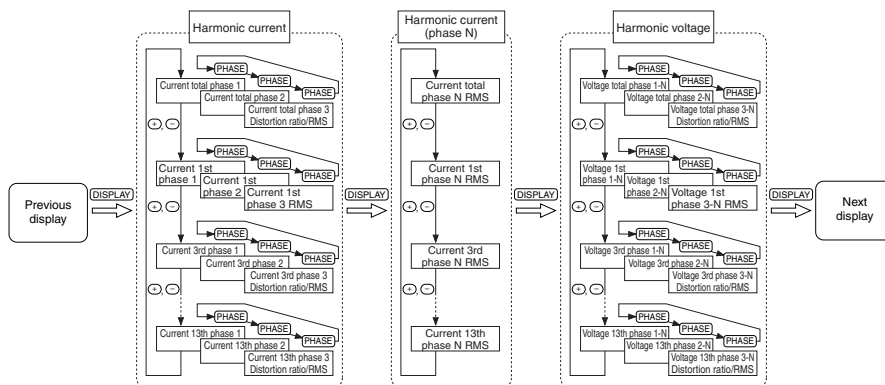 Harmonic current
PHASE
PHASE
PHASE
Current total phase 1
Current total phase 2
Current total phase 3
Distortion ratio/RMS
+ , −
PHASE
PHASE
PHASE
Current 1st
phase 1
Current 1st
phase 2
Current 1st
phase 3 RMS
+ , −
PHASE
PHASE
PHASE
Current 3rd phase 1
Current 3rd phase 2
Current 3rd phase 3
Distortion ratio/RMS
+ , −
PHASE
PHASE
PHASE
Current 13th phase 1
Current 13th phase 2
Current 13th phase 3
Distortion ratio/RMS
Harmonic current
(phase N)
Current total
phase N RMS
+ , −
Current 1st
phase N RMS
+ , −
Current 3rd
phase N RMS
+ , −
Current 13th
phase N RMS
Harmonic voltage
PHASE
PHASE
PHASE
Voltage total phase 1-N
Voltage total phase 2-N
Voltage total phase 3-N
Distortion ratio/RMS
+ , −
PHASE
PHASE
PHASE
Voltage 1st
phase 1-N
Voltage 1st
phase 2-N
Voltage 1st
phase 3-N RMS
+ , −
PHASE
PHASE
PHASE
Voltage 3rd phase 1-N
Voltage 3rd phase 2-N
Voltage 3rd phase 3-N
Distortion ratio/RMS
+ , −
PHASE
PHASE
PHASE
Voltage 13th phase 1-N
Voltage 13th phase 2-N
Voltage 13th phase 3-N
Distortion ratio/RMS
Previous
display
DISPLAY
DISPLAY
DISPLAY
DISPLAY
Next
display